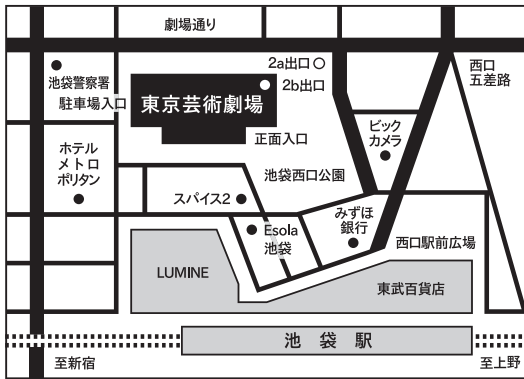 劇場通り
2a出口
2b出口
西口
五差路
池袋警察署
駐車場入口
東京芸術劇場
正面入口
ビック
カメラ
ホテル
メトロ
ポリタン
池袋西口公園
スパイス2
みずほ
銀行
Esola
池袋
西口駅前広場
LUMINE
東武百貨店
池袋駅
至新宿
至上野